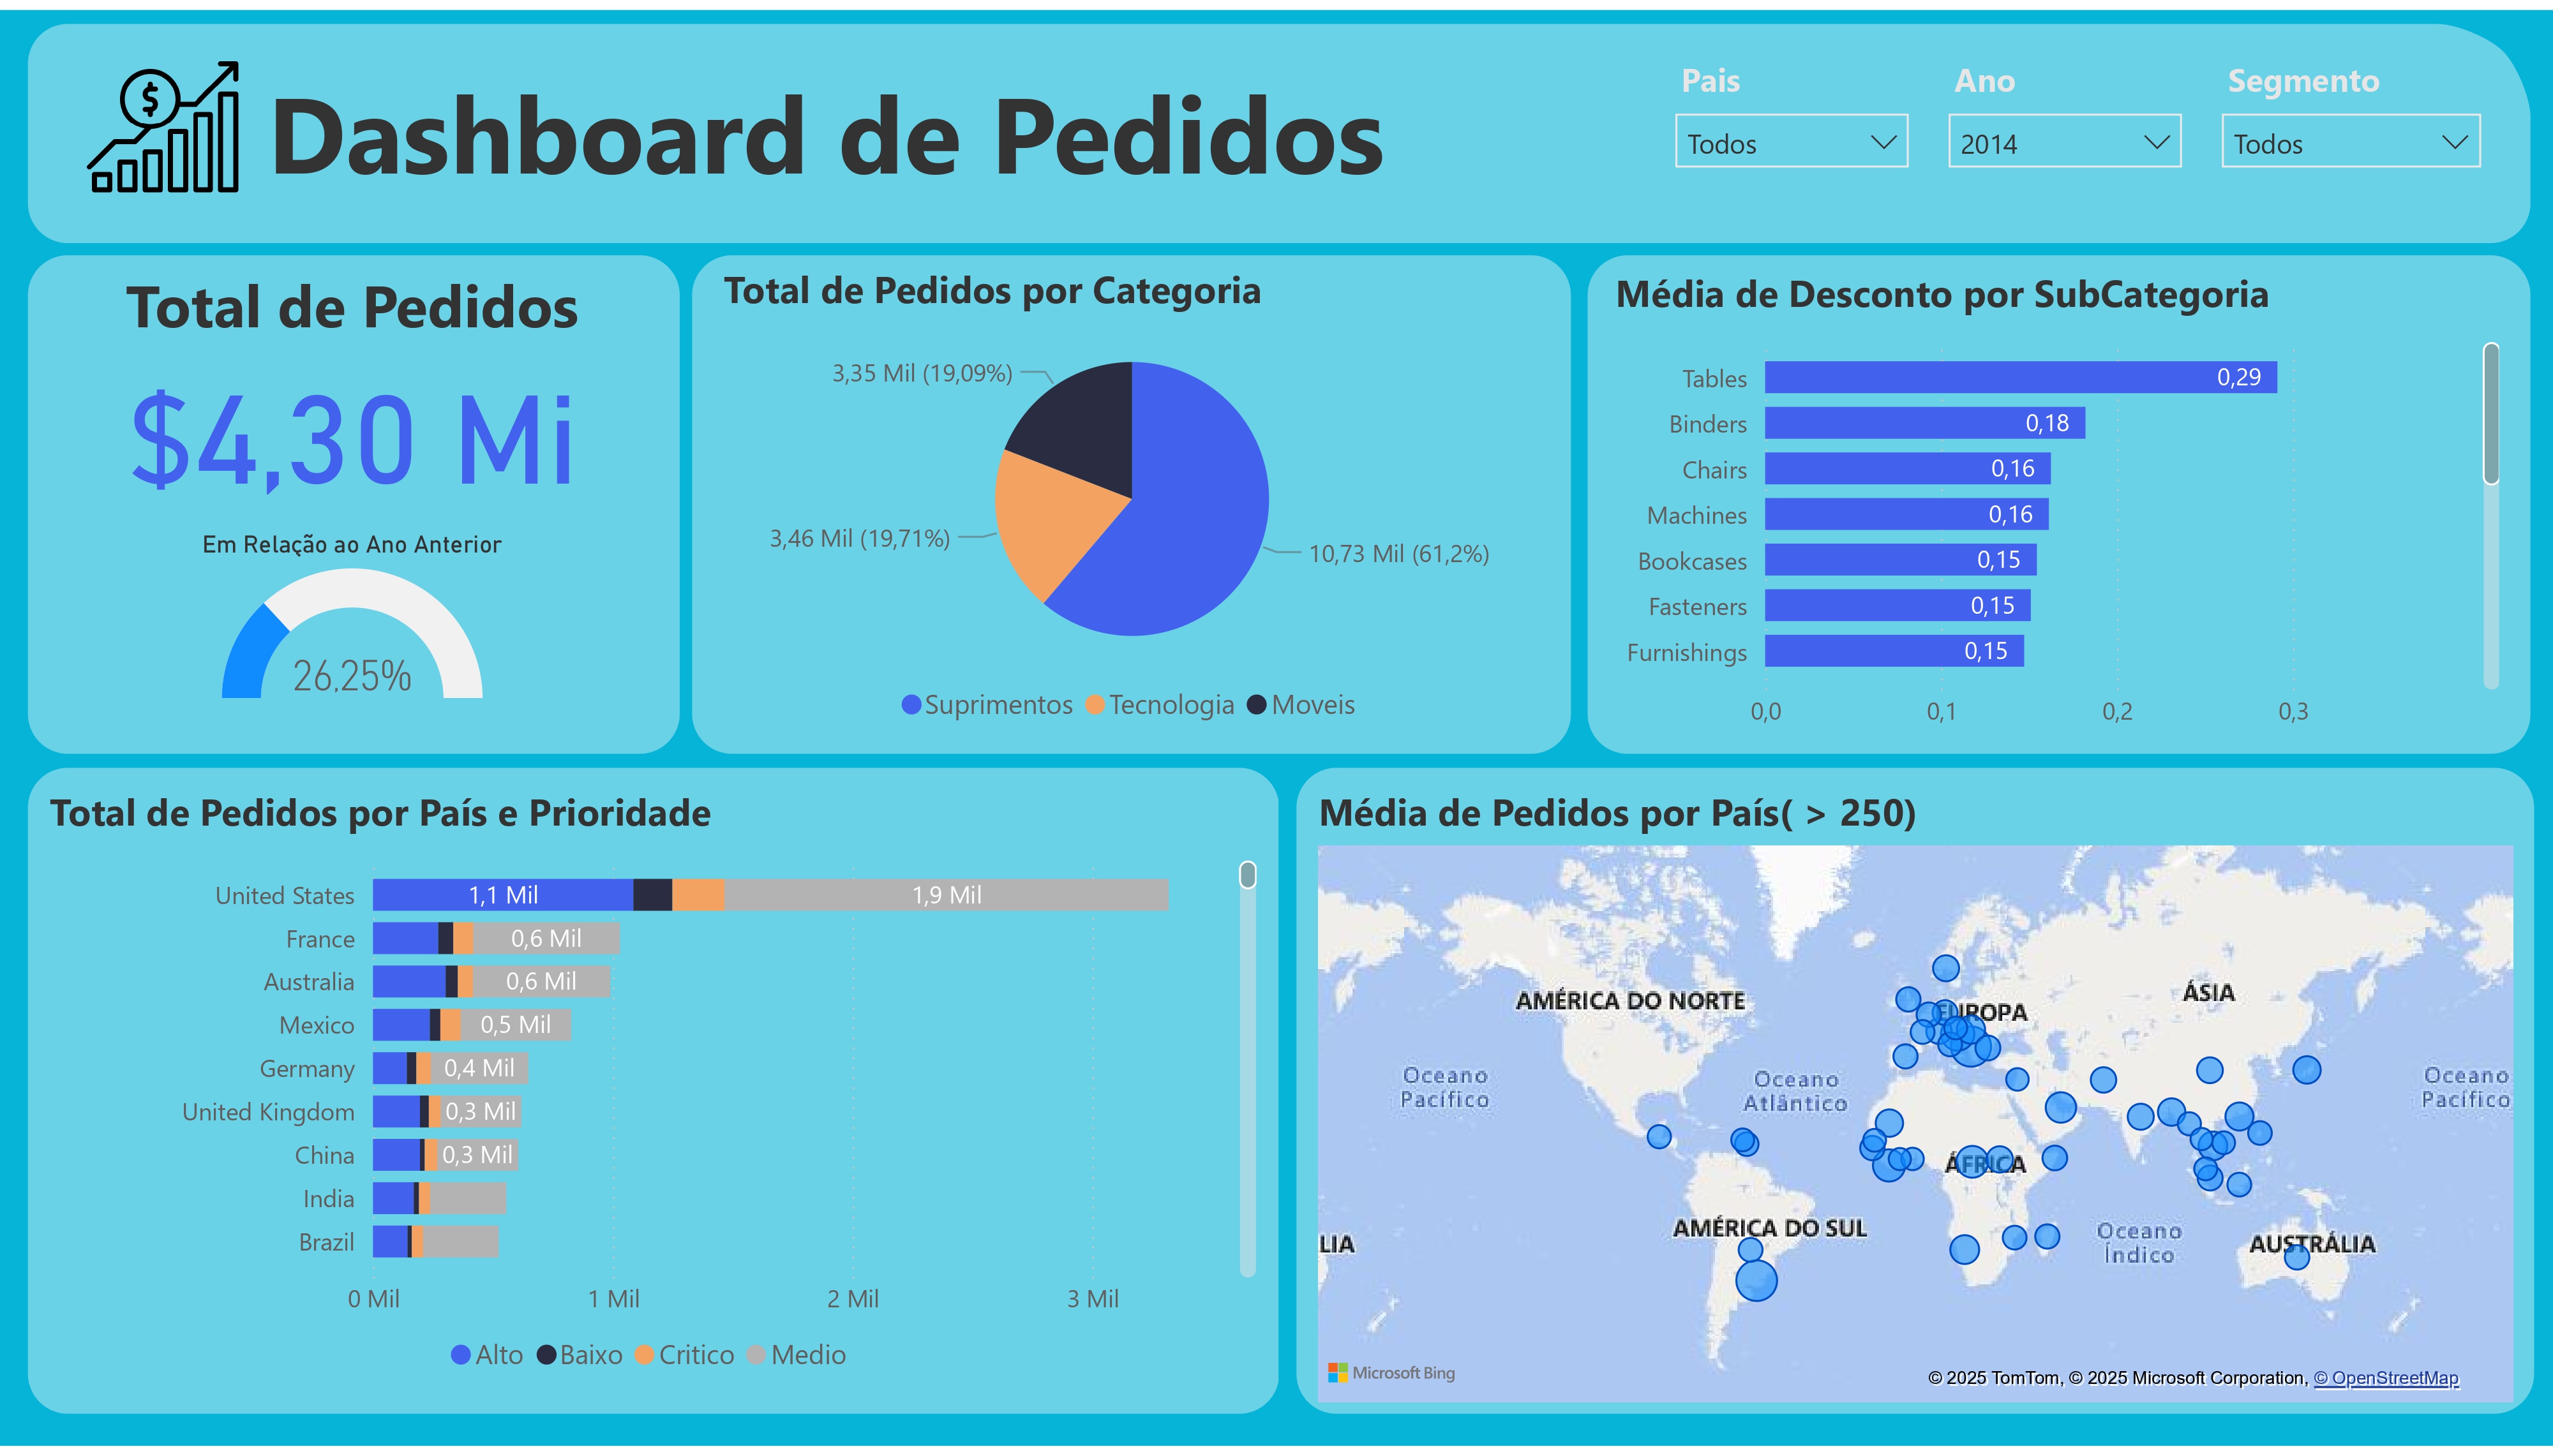 Dashboard de Pedidos
Pais
Ano
Segmento
Todos
2014
Todos
Total de Pedidos
$4,30 Mi
Em Relação ao Ano Anterior
26,25%
Total de Pedidos por Categoria
3,35 Mil (19,09%)
3,46 Mil (19,71%)
10,73 Mil (61,2%)
Suprimentos Tecnologia Moveis
Média de Desconto por SubCategoria
Tables 0,29
Binders 0,18
Chairs 0,16
Machines 0,16
Bookcases 0,15
Fasteners 0,15
Furnishings 0,15
0,0 0,1 0,2 0,3
Total de Pedidos por País e Prioridade
United States 1,1 Mil 1,9 Mil
France 0,6 Mil
Australia 0,6 Mil
Mexico 0,5 Mil
Germany 0,4 Mil
United Kingdom 0,3 Mil
China 0,3 Mil
India
Brazil
0 Mil 1 Mil 2 Mil 3 Mil
Alto Baixo Critico Medio
Média de Pedidos por País( > 250)
AMÉRICA DO NORTE
EUROPA
ÁSIA
Oceano
Pacífico
Oceano
Atlântico
Oceano
Pacífico
ÁFRICA
AMÉRICA DO SUL
Oceano
Índico
LIA
AUSTRÁLIA
Microsoft Bing
© 2025 TomTom, © 2025 Microsoft Corporation, © OpenStreetMap